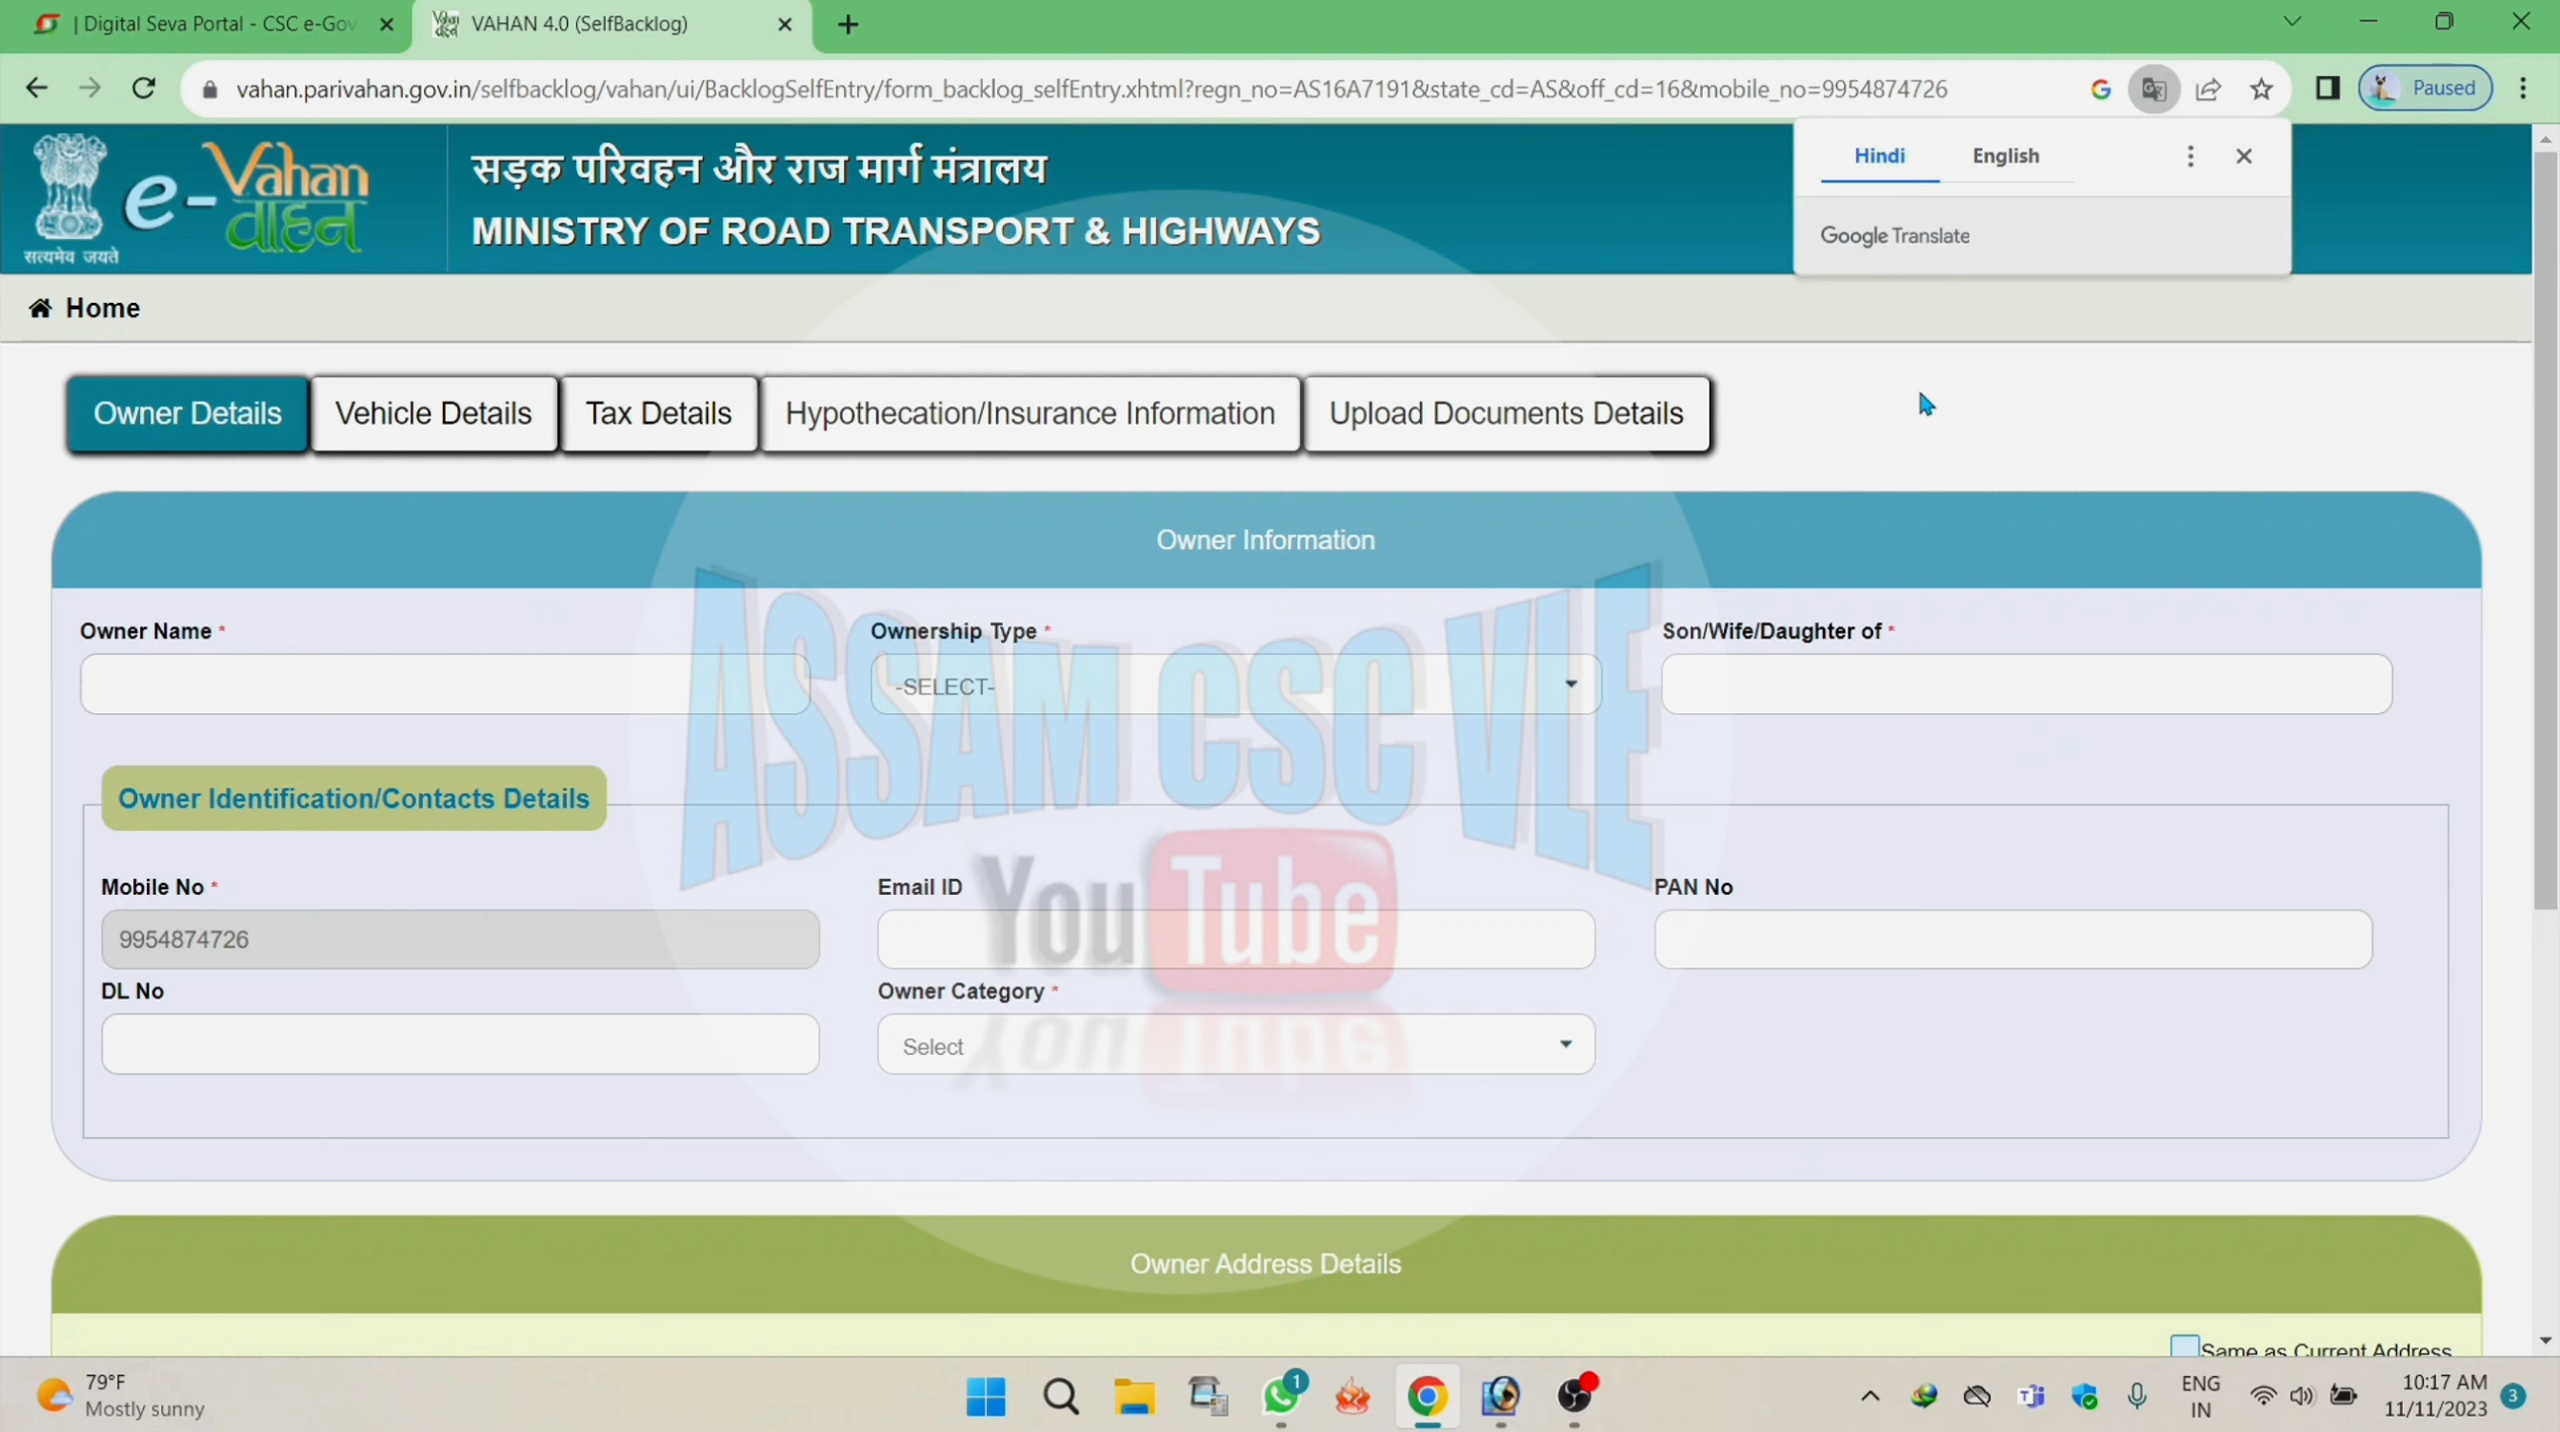 | Digital Seva Portal - CSC e-Gov
VAHAN 4.0 (SelfBacklog)
vahan.parivahan.gov.in/selfbacklog/vahan/ui/BacklogSelfEntry/form_backlog_selfEntry.xhtml?regn_no=AS16A7191&state_cd=AS&off_cd=16&mobile_no=9954874726
Paused
Hindi English
Google Translate
सत्यमेव जयते
e-Vahan
वाहन
सड़क परिवहन और राज मार्ग मंत्रालय
MINISTRY OF ROAD TRANSPORT & HIGHWAYS
Home
Owner Details Vehicle Details Tax Details Hypothecation/Insurance Information Upload Documents Details
Owner Information
Owner Name * Ownership Type * Son/Wife/Daughter of *
-SELECT-
ASSAM CSC VLE
YouTube
Owner Identification/Contacts Details
Mobile No * Email ID PAN No
9954874726
DL No Owner Category *
Select
Owner Address Details
Same as Current Address
79°F
Mostly sunny
1
ENG
IN
10:17 AM
11/11/2023
3